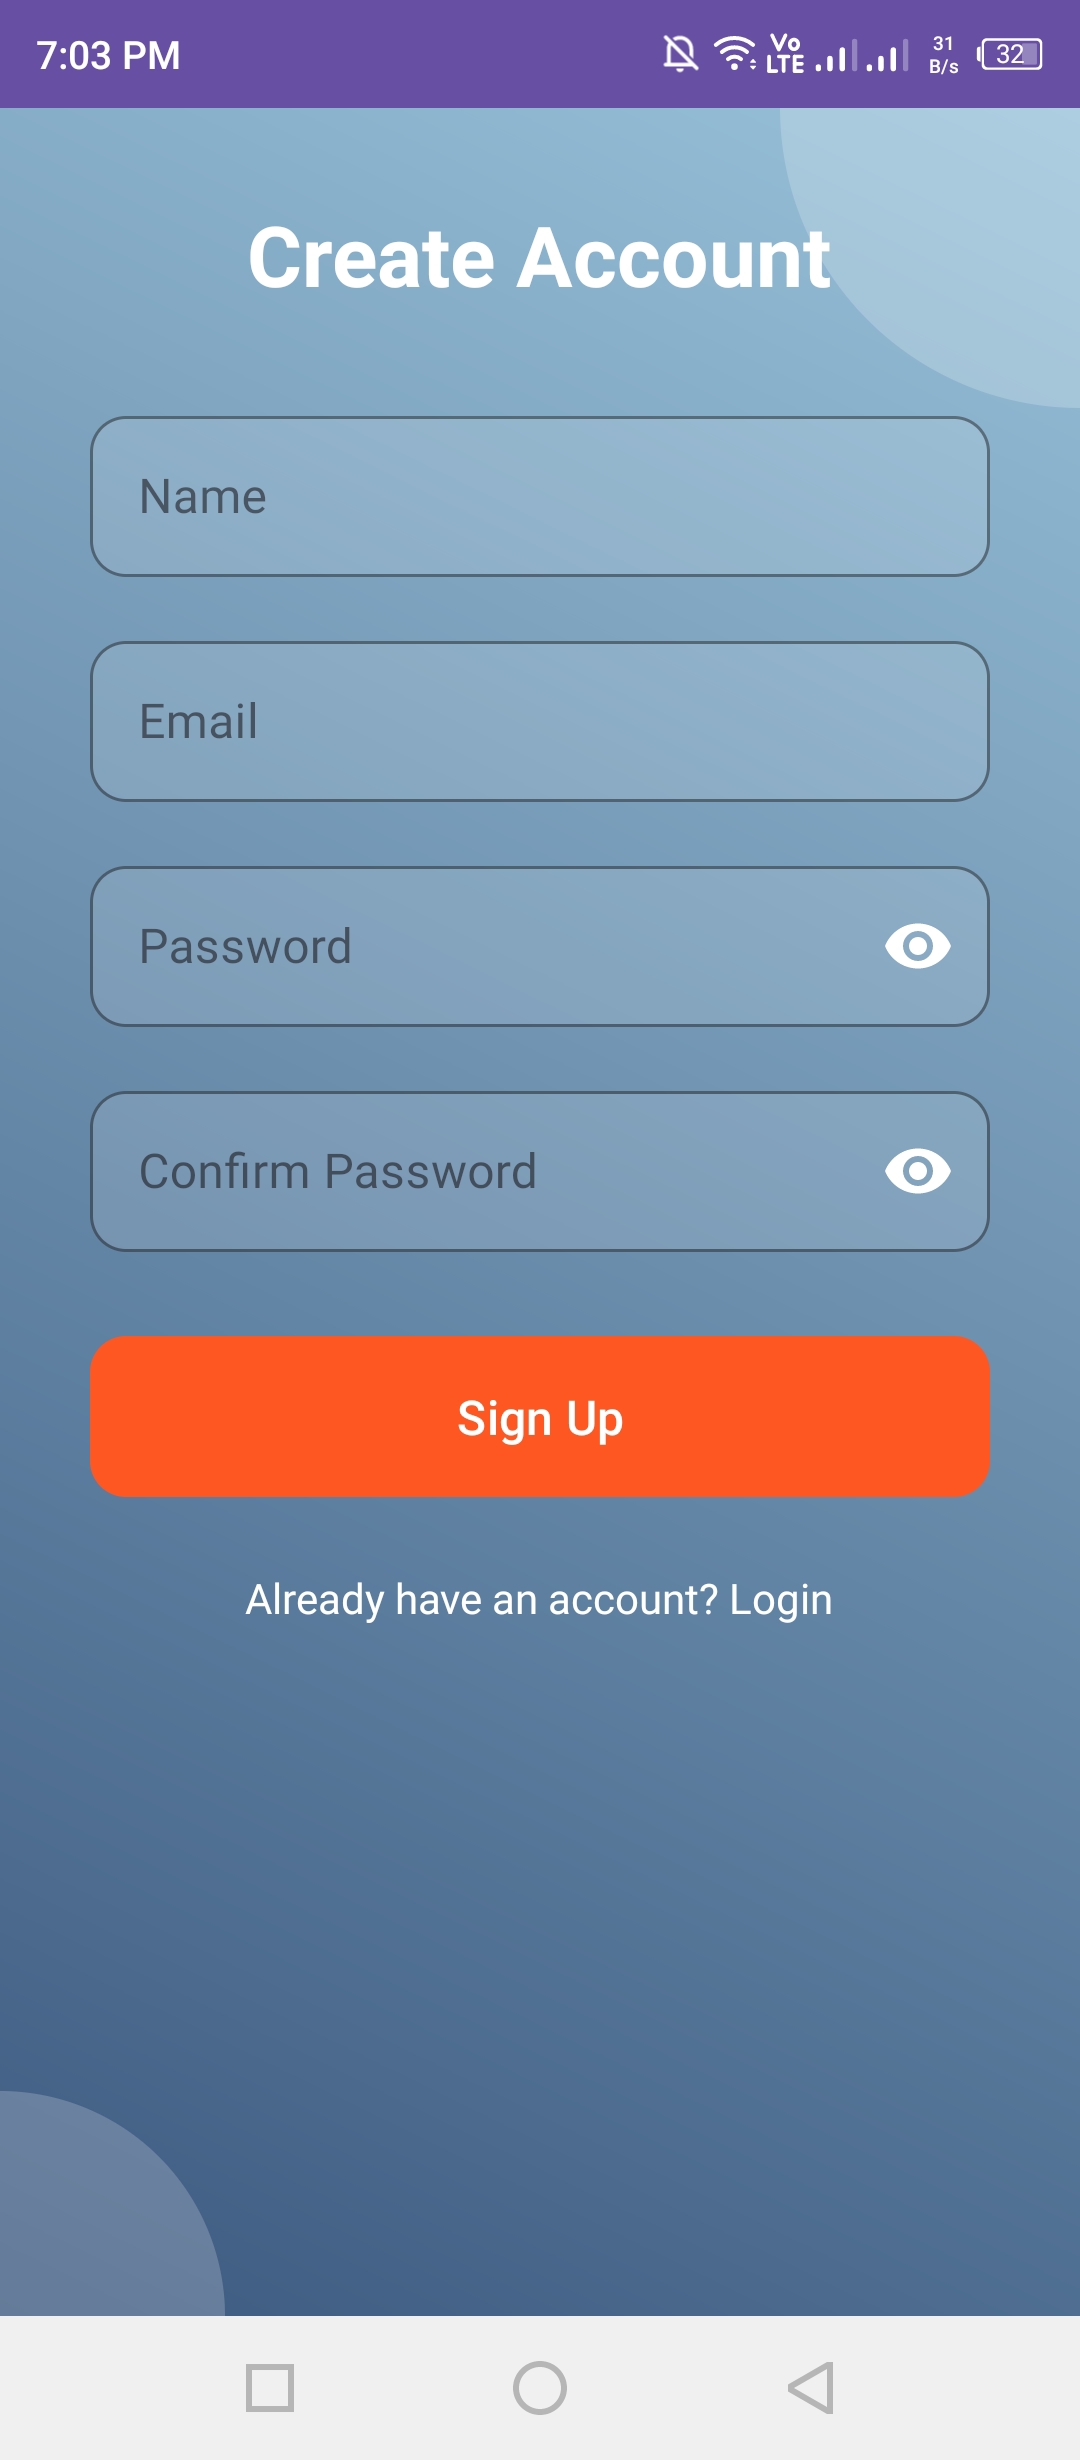 7:03 PM
Vo LTE 31 B/s 32
Create Account
Name
Email
Password
Confirm Password
Sign Up
Already have an account? Login